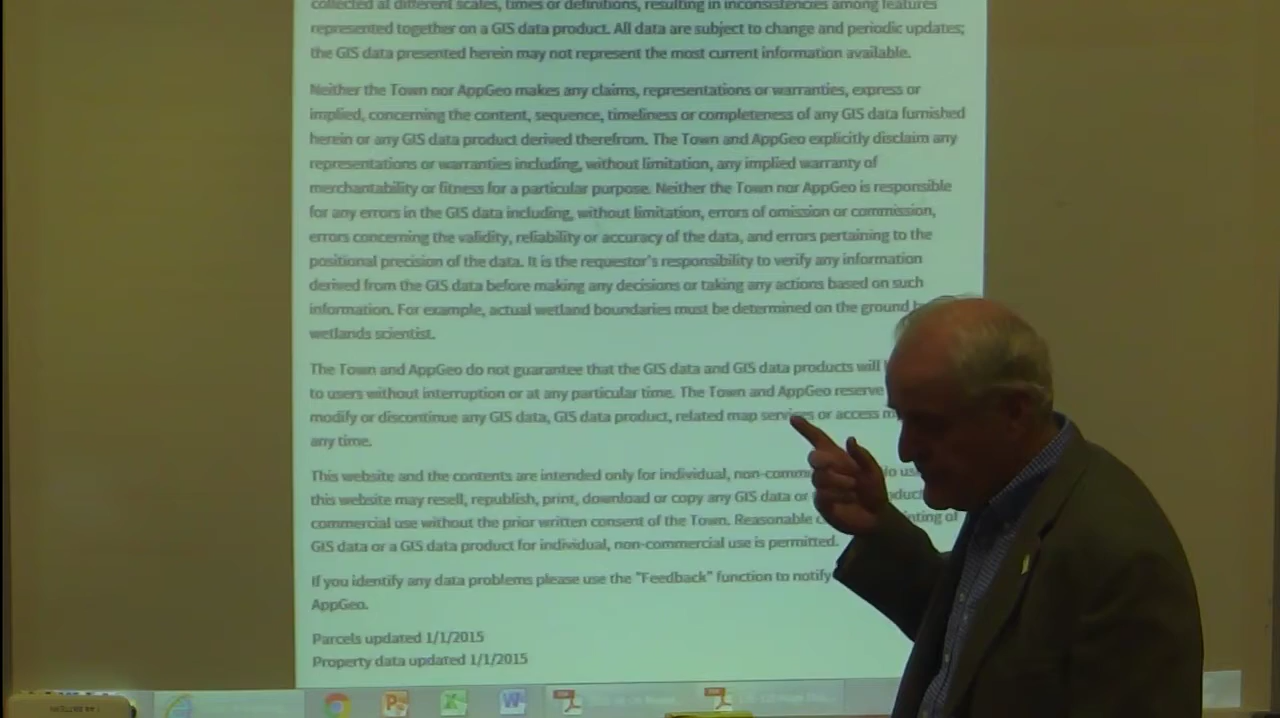 collected at different scales, times or definitions, resulting in inconsistencies among features
represented together on a GIS data product. All data are subject to change and periodic updates;
the GIS data presented herein may not represent the most current information available.
Neither the Town nor AppGeo makes any claims, representations or warranties, express or
implied, concerning the content, sequence, timeliness or completeness of any GIS data furnished
herein or any GIS data product derived therefrom. The Town and AppGeo explicitly disclaim any
representations or warranties including, without limitation, any implied warranty of
merchantability or fitness for a particular purpose. Neither the Town nor AppGeo is responsible
for any errors in the GIS data including, without limitation, errors of omission or commission,
errors concerning the validity, reliability or accuracy of the data, and errors pertaining to the
positional precision of the data. It is the requestor's responsibility to verify any information
derived from the GIS data before making any decisions or taking any actions based on such
information. For example, actual wetland boundaries must be determined on the ground
wetlands scientist.
The Town and AppGeo do not guarantee that the GIS data and GIS data products will
to users without interruption or at any particular time. The Town and AppGeo reserve
modify or discontinue any GIS data, GIS data product, related map services or access
any time.
This website and the contents are intended only for individual,
this website may resell, republish, print, download or copy any GIS data or
commercial use without the prior written consent of the Town. Reasonable of
GIS data or a GIS data product for individual, non-commercial use is permitted.
If you identify any data problems please use the "Feedback" function to notify
AppGeo.
Parcels updated 1/1/2015
Property data updated 1/1/2015